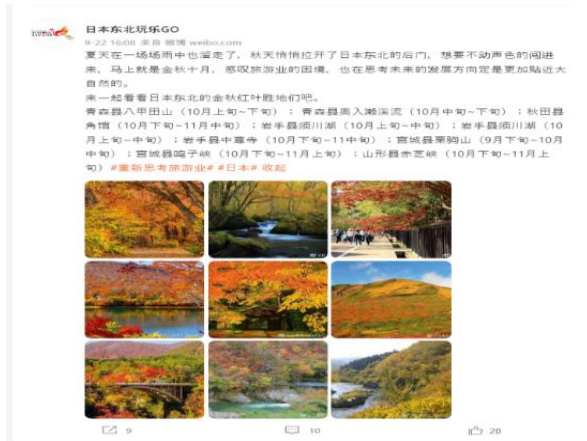 日本东北玩乐GO
9-22 16:08 来自 微博 weibo.com
夏天在一场场雨中也溜走了，秋天悄悄拉开了日本东北的后门，想要不动声色的闯进
来，马上就是金秋十月，感叹旅游业的困境，也在思考未来的发展方向定是更加贴近大
自然的。
来一起看看日本东北的金秋红叶胜地们吧。
青森县八甲田山（10月上旬~下旬）；青森县奥入濑溪流（10月中旬~下旬）；秋田县
角馆（10月下旬~11月中旬）；岩手县须川湖（10月上旬~中旬）；岩手县须川湖（10
月上旬~中旬）；岩手县中尊寺（10月下旬~11中旬）；宫城县栗驹山（9月下旬~10月
中旬）；宫城县鸣子峡（10月下旬~11月上旬）；山形县赤芝峡（10月下旬~11月上
旬）#重新思考旅游业# #日本# 收起
9 10 20